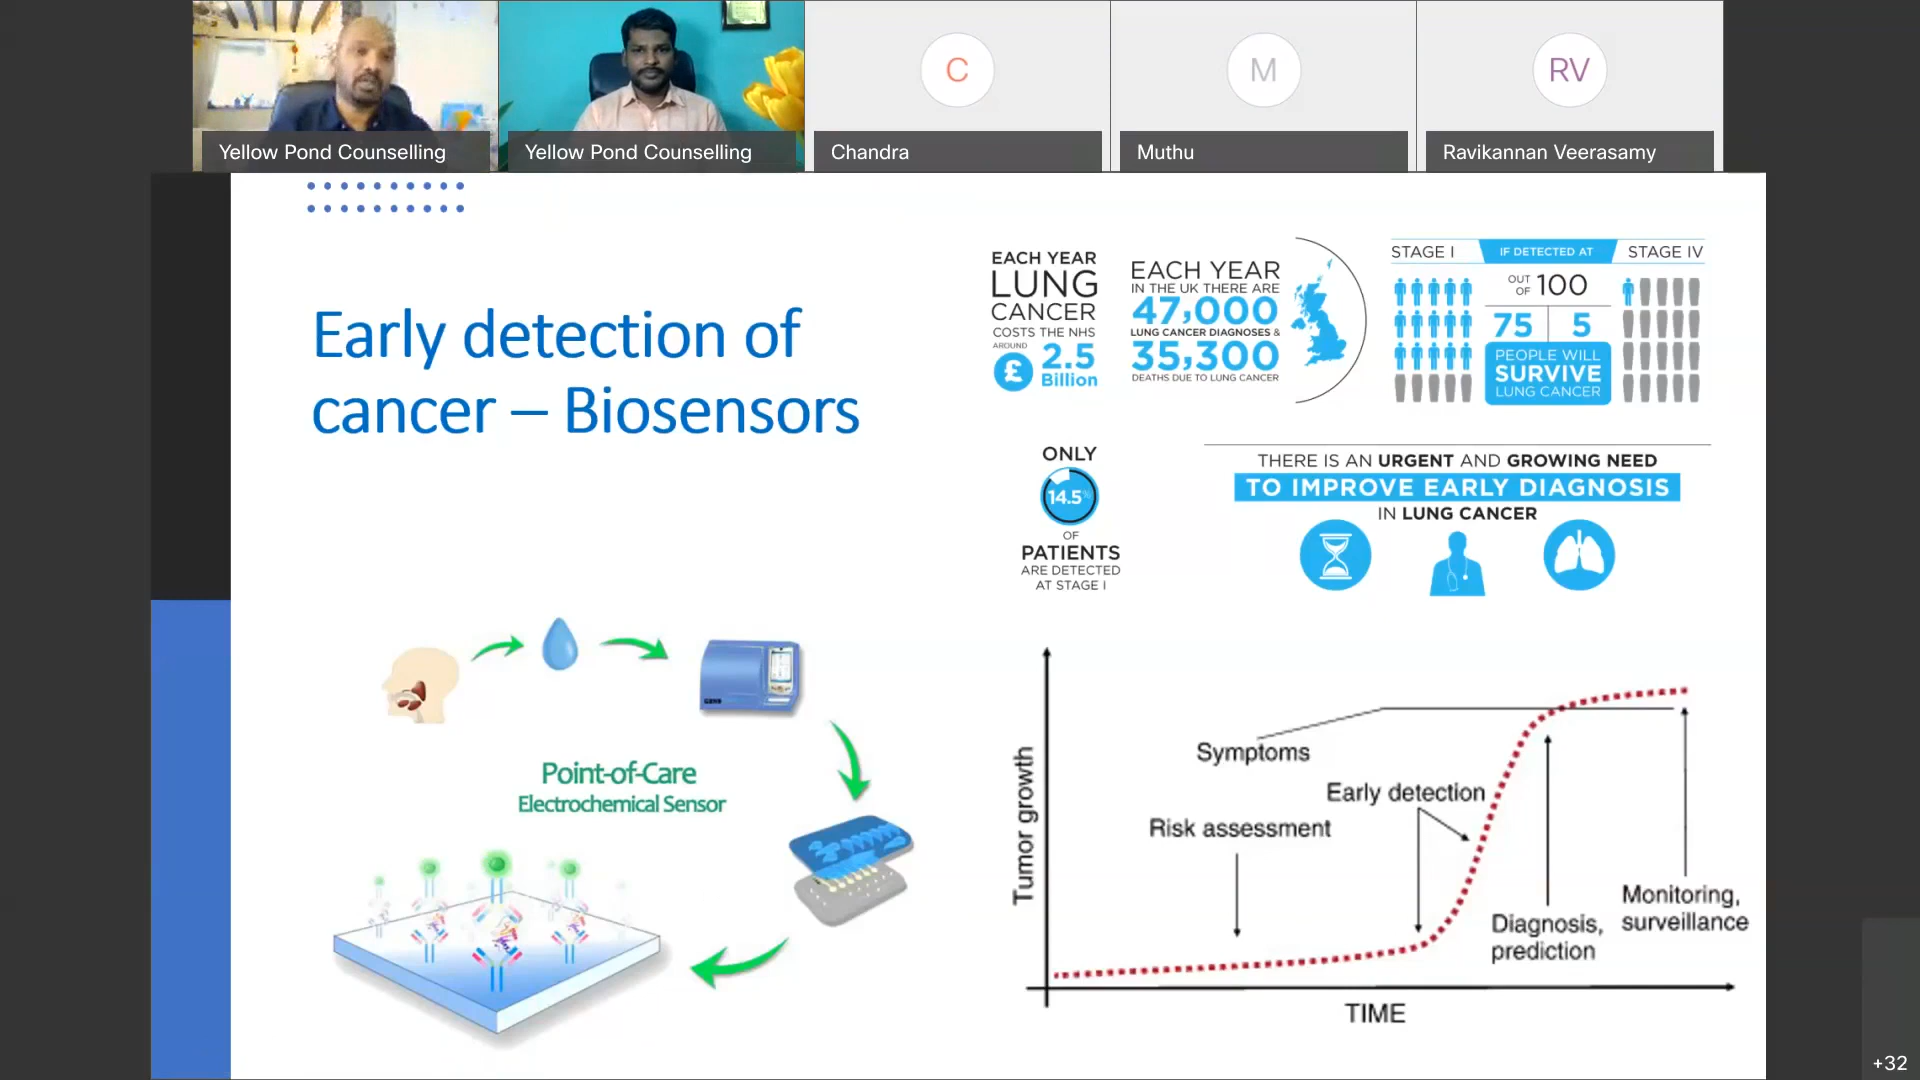 C
M
RV
Yellow Pond Counselling
Yellow Pond Counselling
Chandra
Muthu
Ravikannan Veerasamy
Early detection of
cancer – Biosensors
EACH YEAR
LUNG
CANCER
COSTS THE NHS
AROUND
£ 2.5
Billion
EACH YEAR
IN THE UK THERE ARE
47,000
LUNG CANCER DIAGNOSES &
35,300
DEATHS DUE TO LUNG CANCER
STAGE I
IF DETECTED AT
STAGE IV
OUT
OF 100
75 5
PEOPLE WILL
SURVIVE
LUNG CANCER
ONLY
14.5%
OF
PATIENTS
ARE DETECTED
AT STAGE I
THERE IS AN URGENT AND GROWING NEED
TO IMPROVE EARLY DIAGNOSIS
IN LUNG CANCER
Point-of-Care
Electrochemical Sensor
Tumor growth
Symptoms
Early detection
Risk assessment
Diagnosis,
prediction
Monitoring,
surveillance
TIME
+32